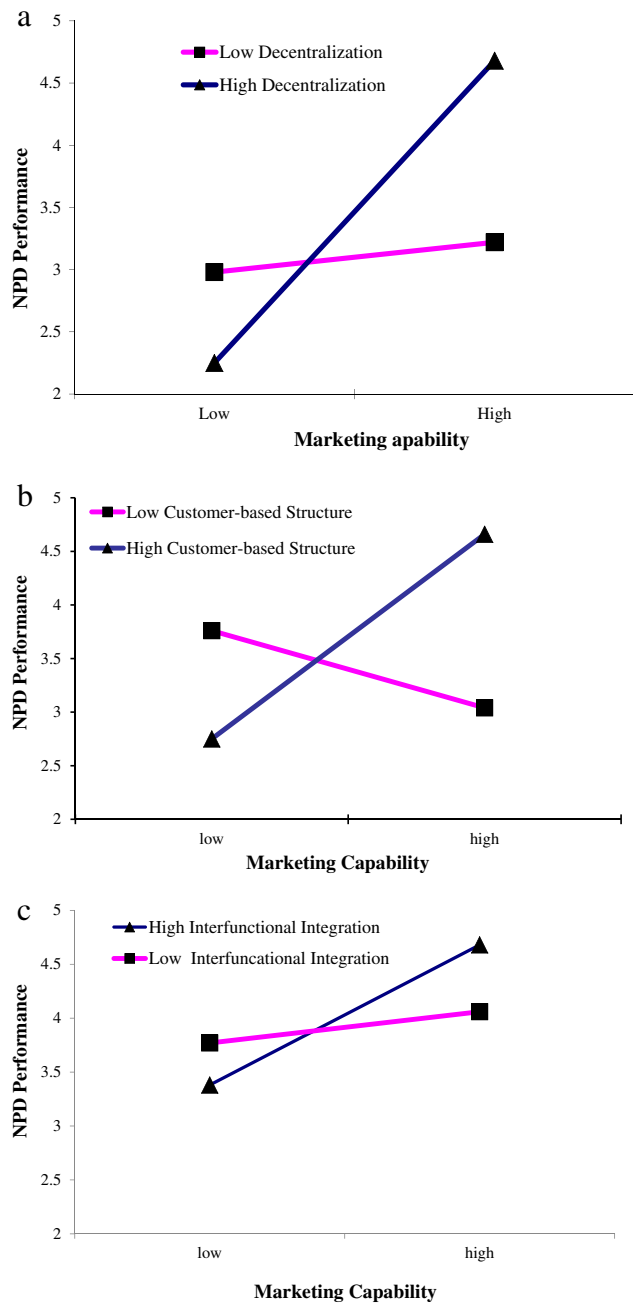 a
5
Low Decentralization
High Decentralization
4.5
4
3.5
3
2.5
2
NPD Performance
Low
High
Marketing apability
b
5
Low Customer-based Structure
High Customer-based Structure
4.5
4
3.5
3
2.5
2
NPD Performance
low
high
Marketing Capability
c
5
High Interfunctional Integration
Low Interfuncational Integration
4.5
4
3.5
3
2.5
2
NPD Performance
low
high
Marketing Capability